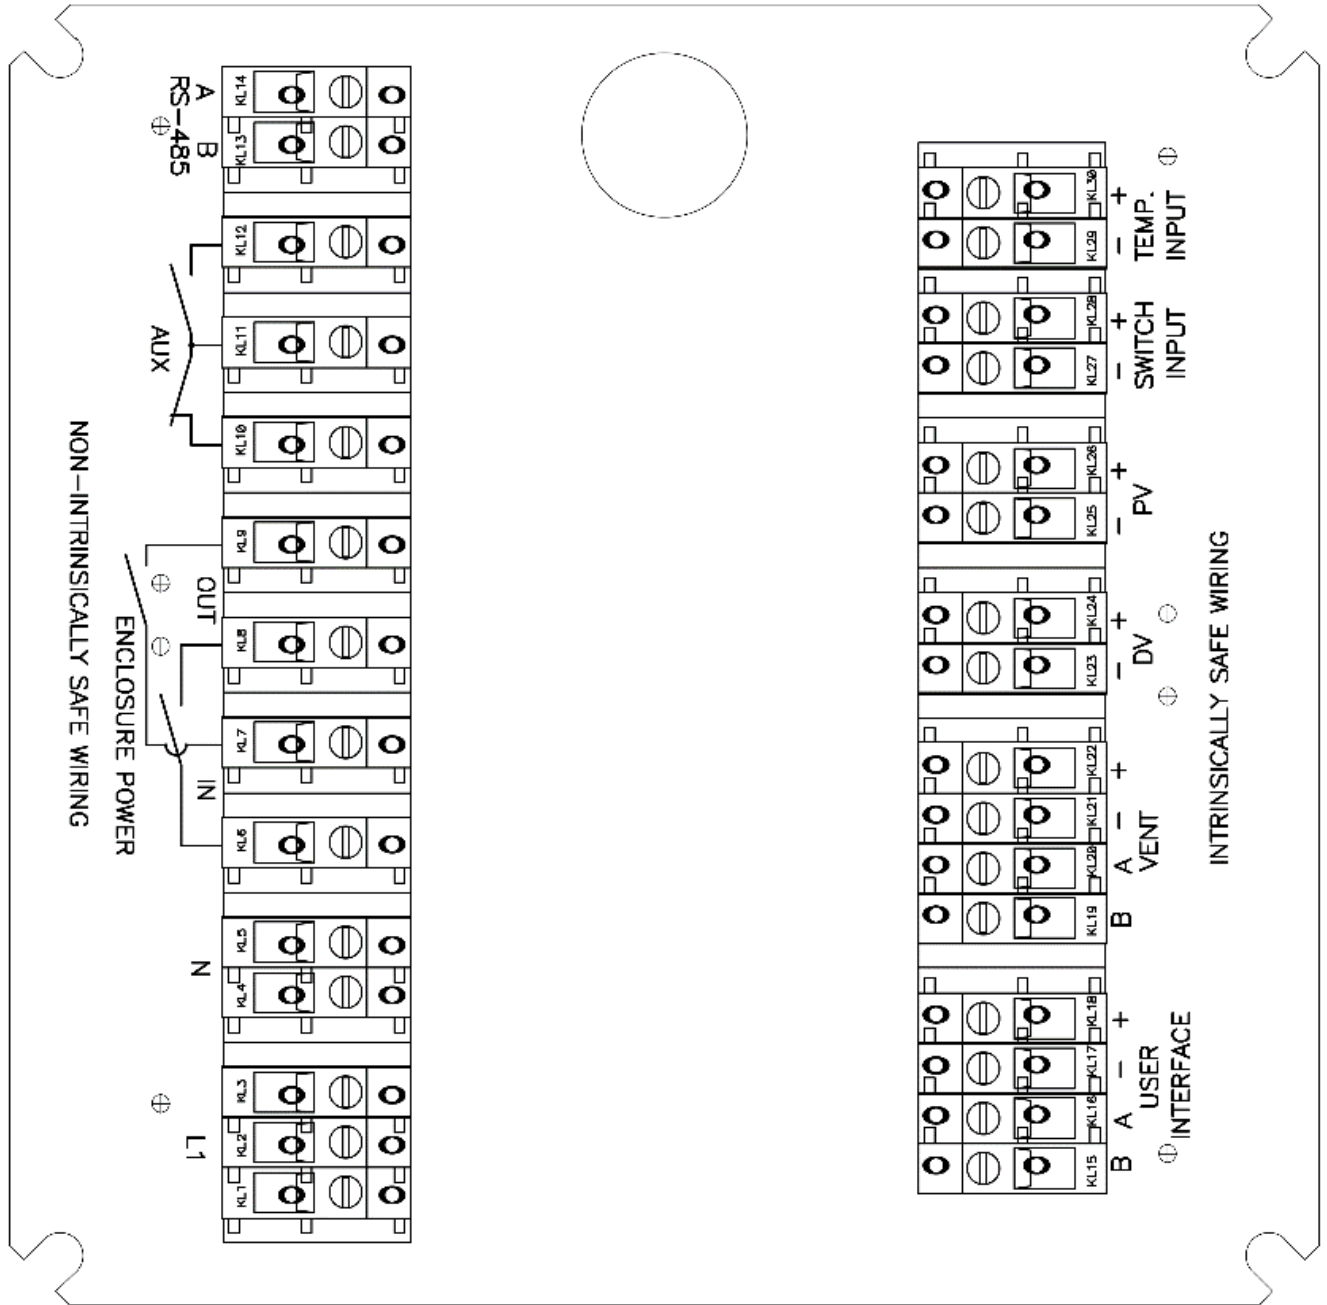 A
RS-485
B
KL14
KL13
KL12
AUX
KL11
KL10
KL9
OUT
KL8
ENCLOSURE POWER
KL7
IN
KL6
NON-INTRINSICALLY SAFE WIRING
N
KL5
KL4
KL3
L1
KL2
KL1
KL30 +
TEMP.
INPUT
KL29 -
KL28 +
SWITCH
INPUT
KL27 -
KL26 +
PV
KL25 -
KL24 +
DV
KL23 -
INTRINSICALLY SAFE WIRING
KL22 +
KL21 -
VENT
KL20 A
KL19 B
KL18 +
KL17 -
USER
INTERFACE
KL16 A
KL15 B